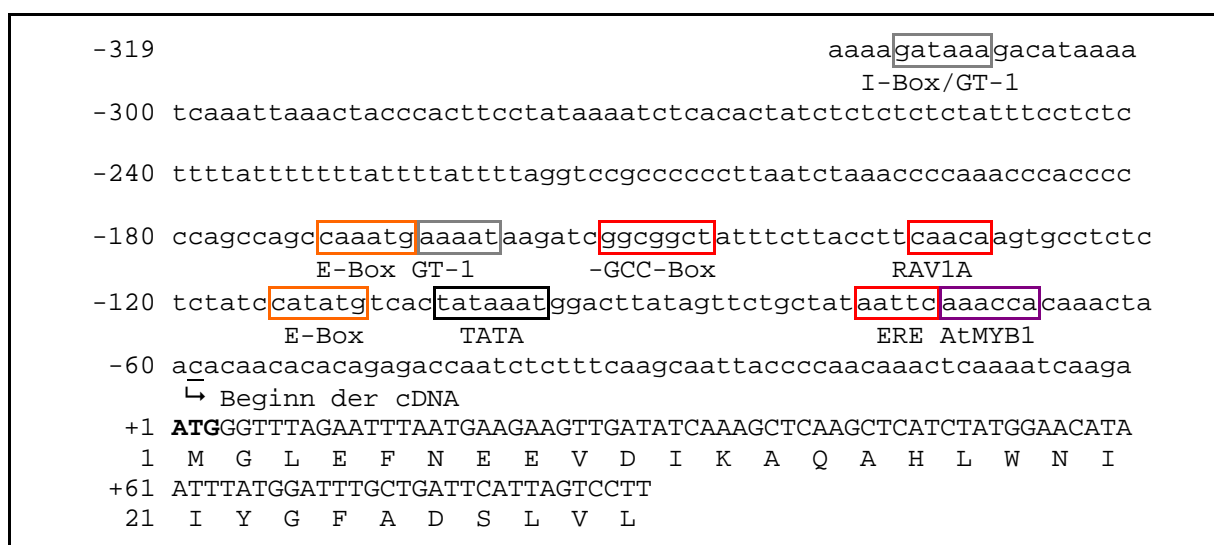 -319 aaaagataaagacataaaa
I-Box/GT-1
-300 tcaaattaaactacccacttcctataaaatctcacactatctctctctctatttcctctc
-240 ttttatttttttattttattttaggtccgcccccttaatctaaaccccaaacccacccc
-180 ccagccagccaaatgaaaataagatcggcggctatttcttaccttcaacaagtgcctctc
E-Box GT-1 -GCC-Box RAV1A
-120 tctatccatatgtcactataaatggacttatagttctgctataattcaaaccacaaacta
E-Box TATA ERE AtMYB1
-60 acacaacacacagagaccaatctctttcaagcaattaccccaacaaactcaaaatcaaga
↳ Beginn der cDNA
+1 ATGGGTTTAGAATTTAATGAAGAAGTTGATATCAAAGCTCAAGCTCATCTATGGAACATA
1 M G L E F N E E V D I K A Q A H L W N I
+61 ATTTATGGATTTGCTGATTCATTAGTCCTT
21 I Y G F A D S L V L